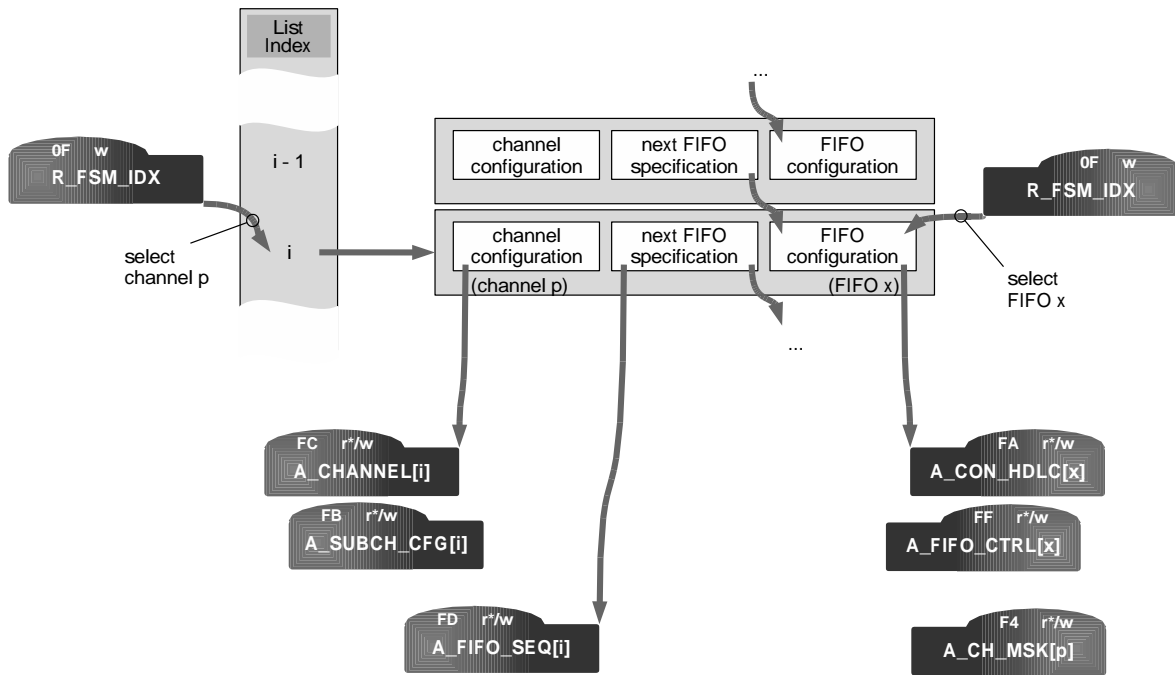 List
Index
...
i - 1
channel
configuration
next FIFO
specification
FIFO
configuration
0F w
R_FSM_IDX
0F w
R_FSM_IDX
select
channel p
i
channel
configuration
next FIFO
specification
FIFO
configuration
(channel p)
(FIFO x)
select
FIFO x
...
FC r*/w
A_CHANNEL[i]
FB r*/w
A_SUBCH_CFG[i]
FD r*/w
A_FIFO_SEQ[i]
FA r*/w
A_CON_HDLC[x]
FF r*/w
A_FIFO_CTRL[x]
F4 r*/w
A_CH_MSK[p]